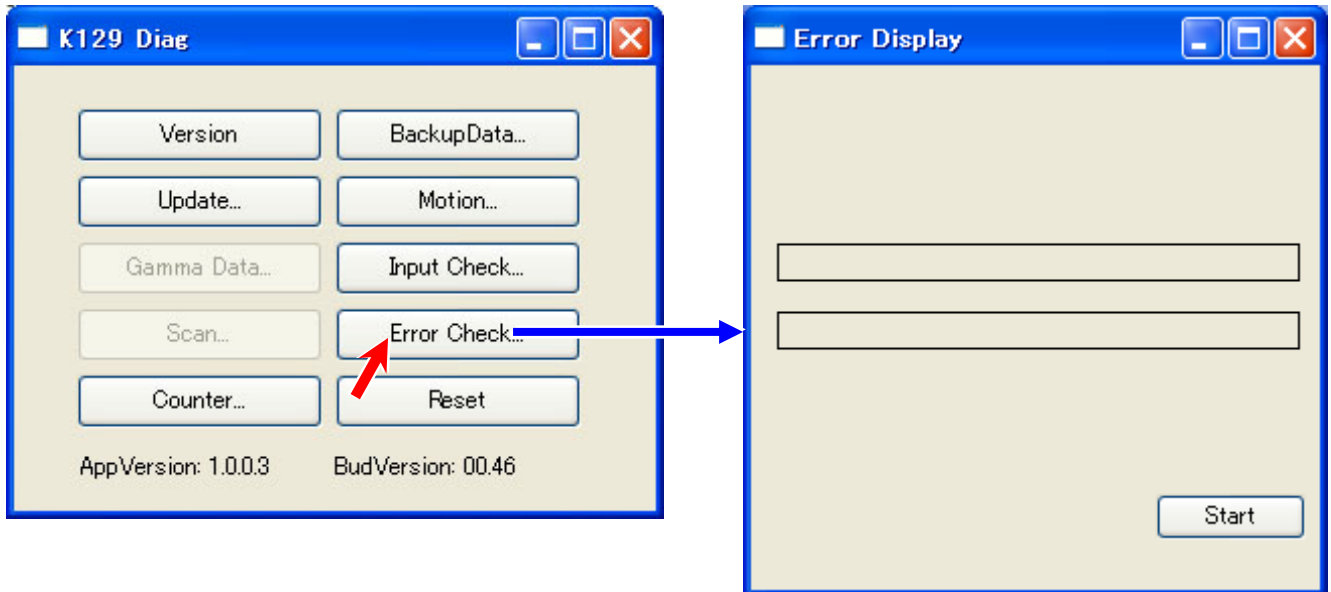 K129 Diag
Version
BackupData...
Update...
Motion...
Gamma Data...
Input Check...
Scan...
Error Check...
Counter...
Reset
AppVersion: 1.0.0.3
BudVersion: 00.46
Error Display
Start